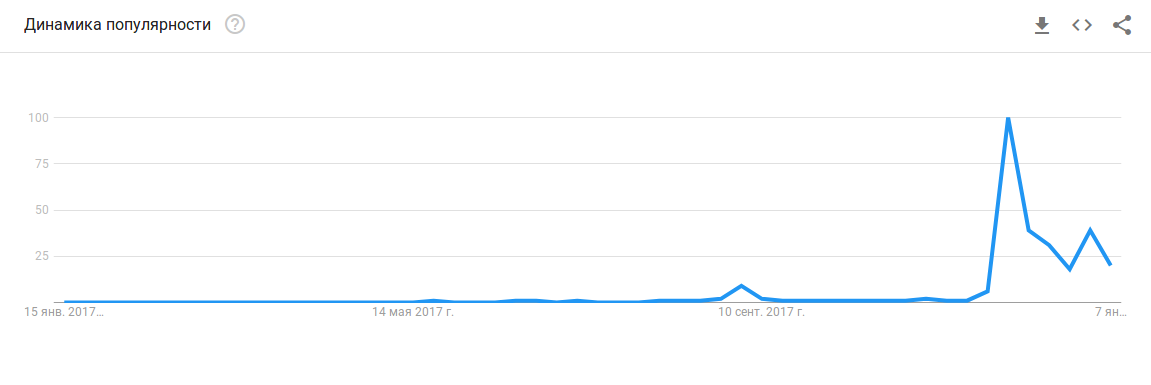 Динамика популярности
100
75
50
25
15 янв. 2017…
14 мая 2017 г.
10 сент. 2017 г.
7 ян…